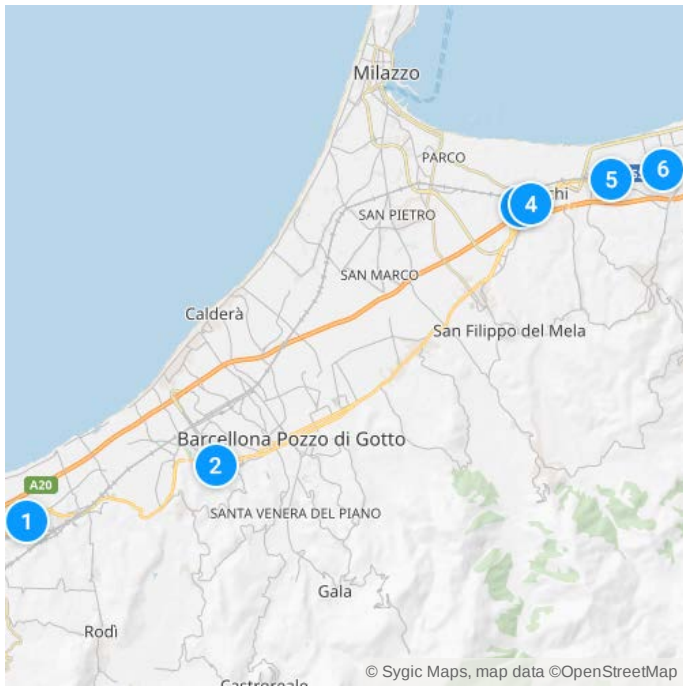 Milazzo
PARCO
6
5
4
SAN PIETRO
SAN MARCO
Calderà
San Filippo del Mela
Barcellona Pozzo di Gotto
2
A20
1
SANTA VENERA DEL PIANO
Gala
Rodì
Castroreale
© Sygic Maps, map data ©OpenStreetMap